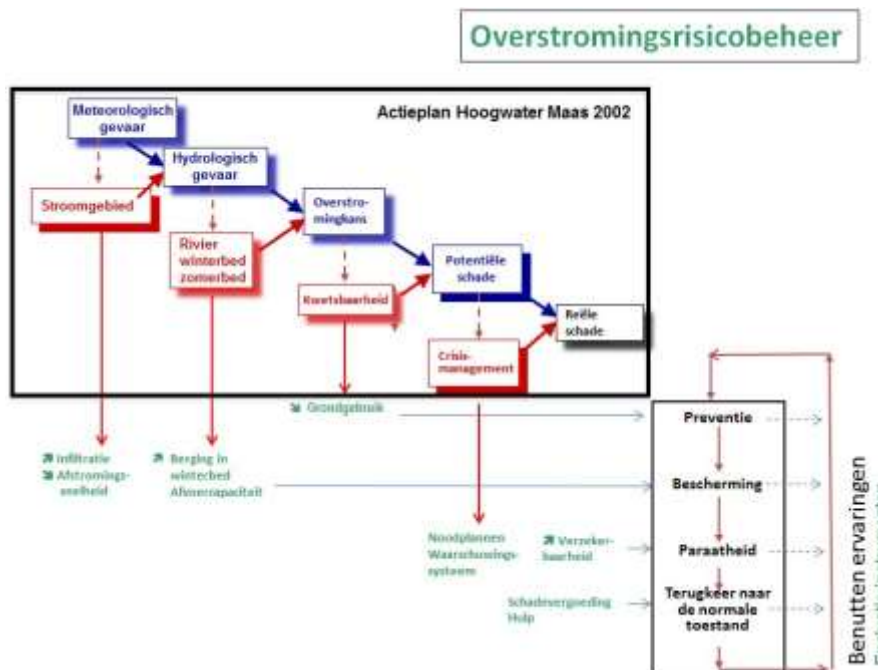 Overstromingsrisicobeheer
Actieplan Hoogwater Maas 2002
Meteorologisch
gevaar
Hydrologisch
gevaar
Stroomgebied
Overstro-
mingkans
Rivier
winterbed
zomerbed
Potentiële
schade
Kwetsbaarheid
Reële
schade
Crisis-
management
Grondgebruik
Preventie
Infiltratie
Afstromings-
snelheid
Berging in
winterbed
Afvoercapaciteit
Bescherming
Noodplannen
Waarschuwings-
systeem
Verzeker-
baarheid
Paraatheid
Schadevergoeding
Hulp
Terugkeer naar
de normale
toestand
Benutten ervaringen